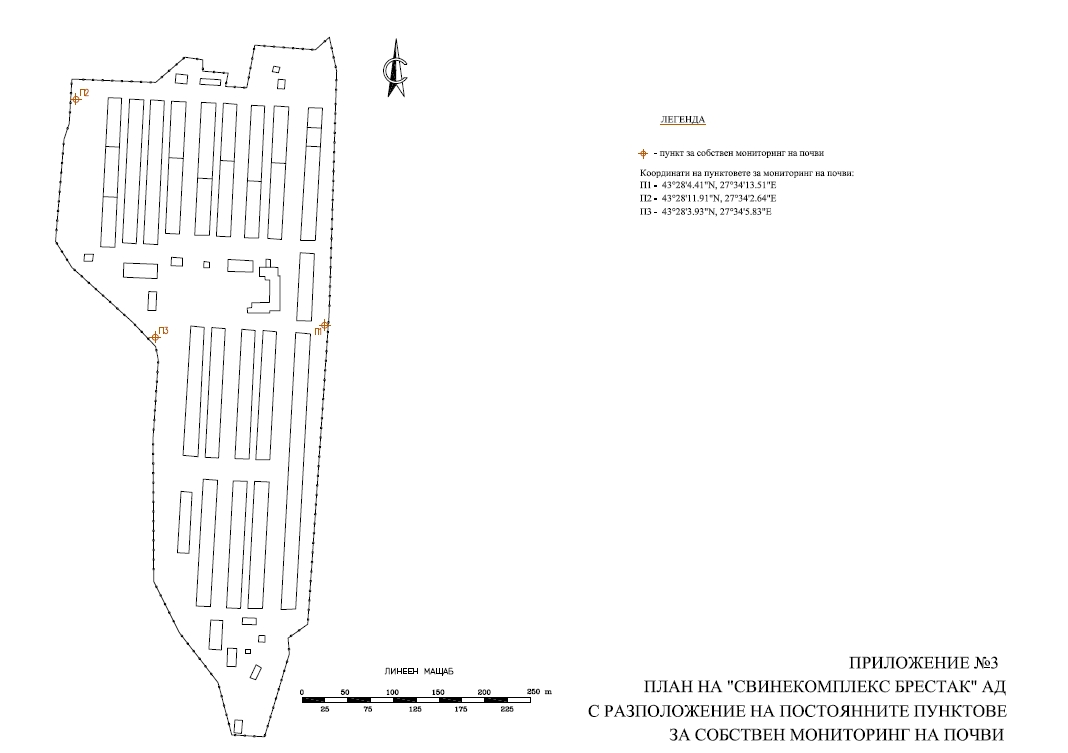 П2
П3
П1
С
ЛЕГЕНДА
- пункт за собствен мониторинг на почви
Координати на пунктовете за мониторинг на почви:
П1 - 43°28'4.41"N, 27°34'13.51"E
П2 - 43°28'11.91"N, 27°34'2.64"E
П3 - 43°28'3.93"N, 27°34'5.83"E
ЛИНЕЕН МАЩАБ
0 50 100 150 200 250 m
25 75 125 175 225
ПРИЛОЖЕНИЕ №3
ПЛАН НА "СВИНЕКОМПЛЕКС БРЕСТАК" АД
С РАЗПОЛОЖЕНИЕ НА ПОСТОЯННИТЕ ПУНКТОВЕ
ЗА СОБСТВЕН МОНИТОРИНГ НА ПОЧВИ